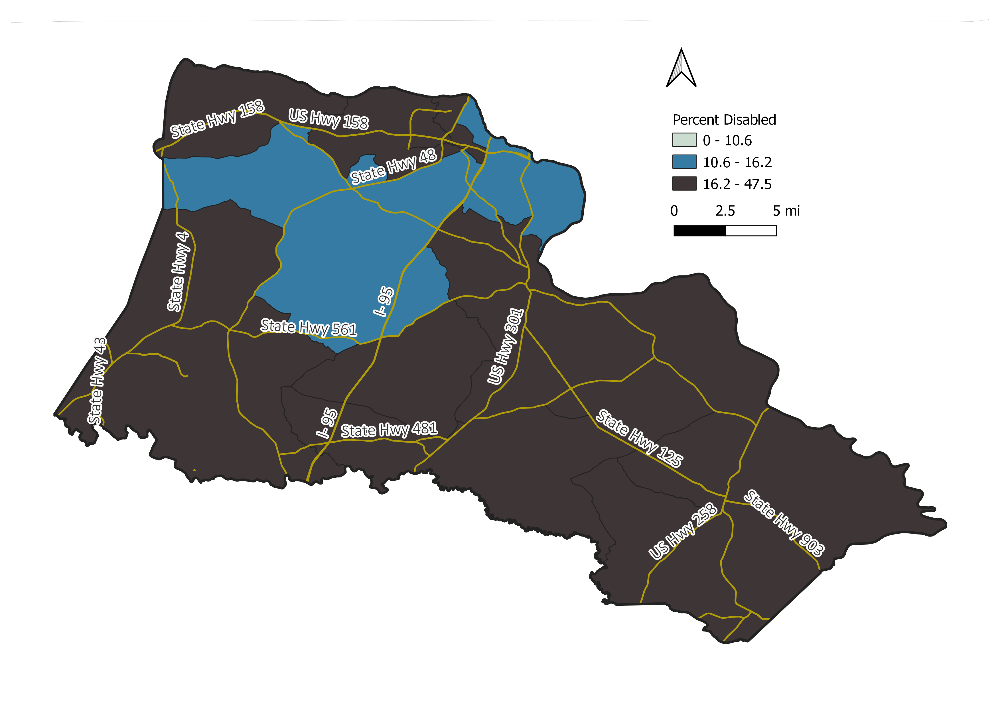 State Hwy 158
US Hwy 158
Percent Disabled
0 - 10.6
10.6 - 16.2
16.2 - 47.5
0 2.5 5 mi
State Hwy 48
State Hwy 4
I- 95
State Hwy 561
US Hwy 301
State Hwy 43
I- 95
State Hwy 481
State Hwy 125
US Hwy 258
State Hwy 903